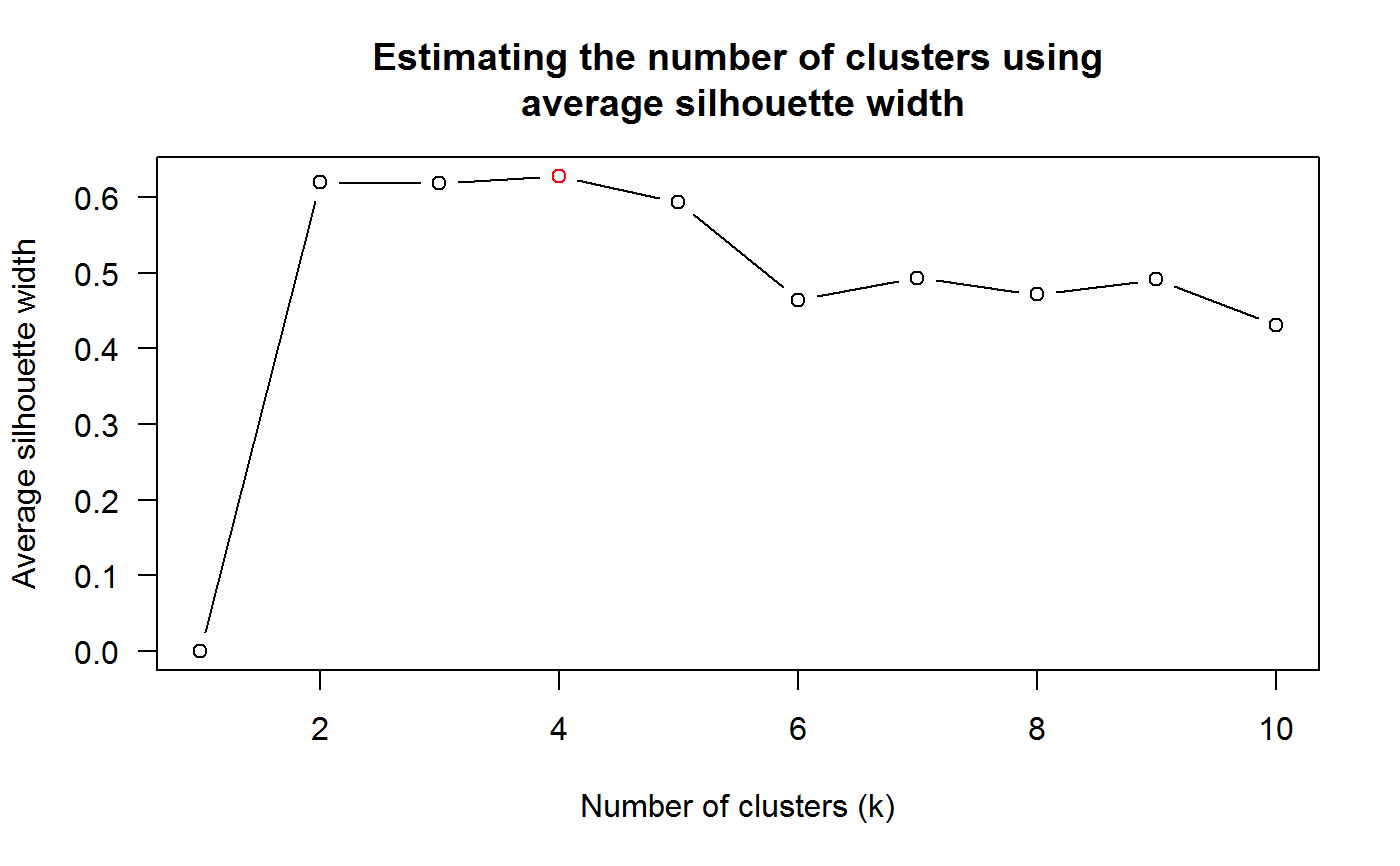 Estimating the number of clusters using
average silhouette width
Average silhouette width
0.6
0.5
0.4
0.3
0.2
0.1
0.0
2 4 6 8 10
Number of clusters (k)